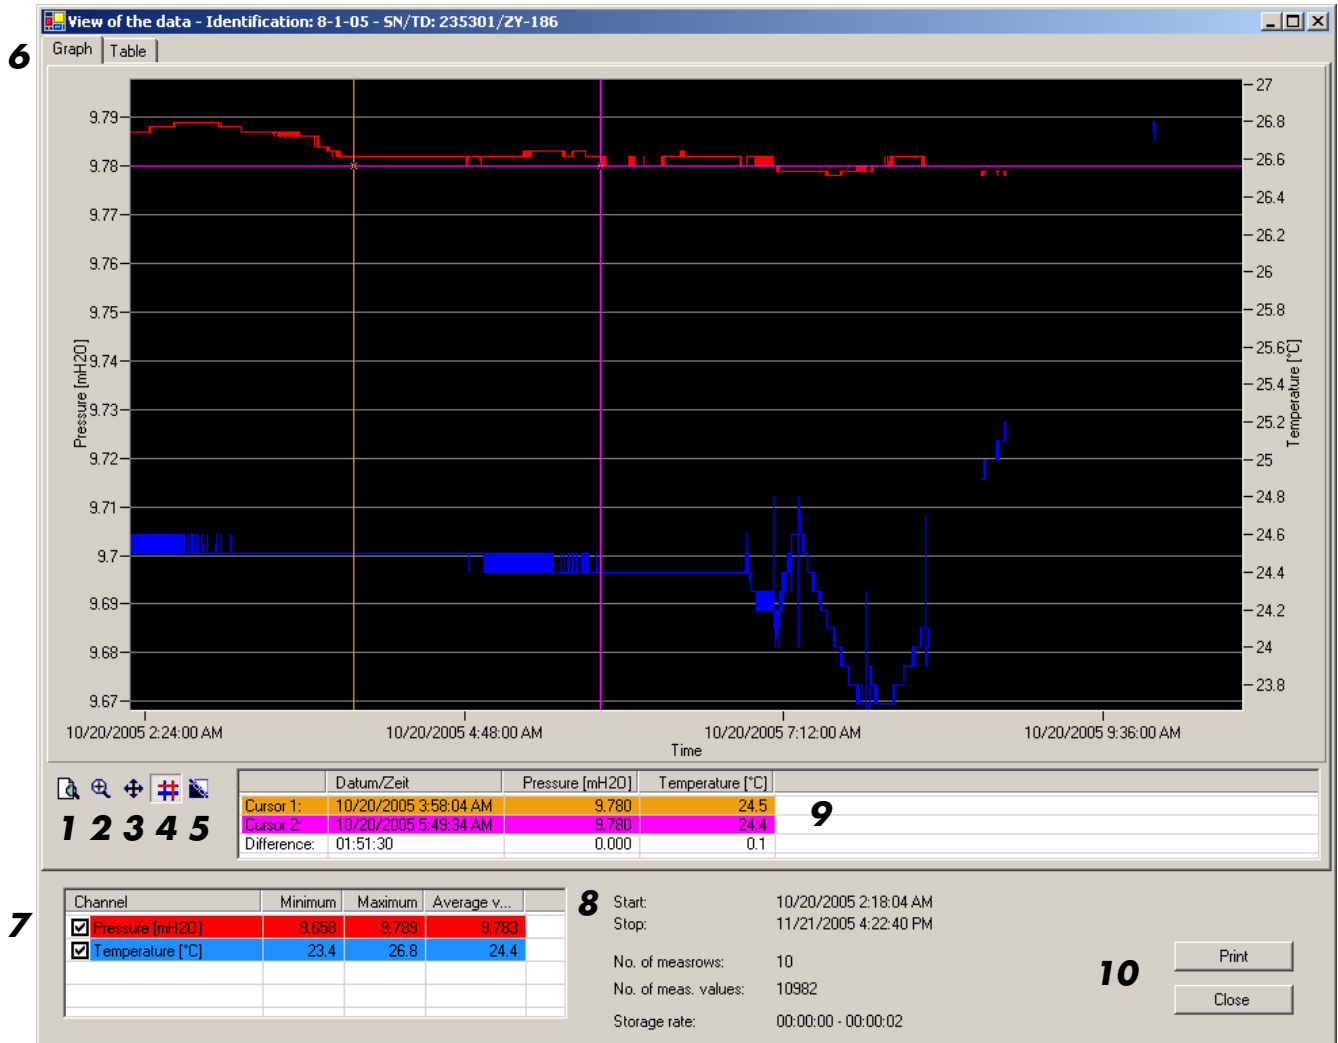 View of the data - Identification: 8-1-05 - SN/TD: 235301/ZY-186
6
Graph Table
9.79
9.78
9.77
9.76
9.75
9.74
9.73
9.72
9.71
9.7
9.69
9.68
9.67
Pressure [mH2O]
27
26.8
26.6
26.4
26.2
26
25.8
25.6
25.4
25.2
25
24.8
24.6
24.4
24.2
24
23.8
Temperature [°C]
10/20/2005 2:24:00 AM 10/20/2005 4:48:00 AM 10/20/2005 7:12:00 AM 10/20/2005 9:36:00 AM
Time
1 2 3 4 5
Datum/Zeit Pressure [mH2O] Temperature [°C]
Cursor 1: 10/20/2005 3:58:04 AM 9.780 24.5
Cursor 2: 10/20/2005 5:49:34 AM 9.780 24.4
Difference: 01:51:30 0.000 0.1
9
7
Channel Minimum Maximum Average v...
Pressure [mH2O] 9.658 9.789 9.783
Temperature [°C] 23.4 26.8 24.4
8
Start: 10/20/2005 2:18:04 AM
Stop: 11/21/2005 4:22:40 PM
No. of measrows: 10
No. of meas. values: 10982
Storage rate: 00:00:00 - 00:00:02
10
Print
Close